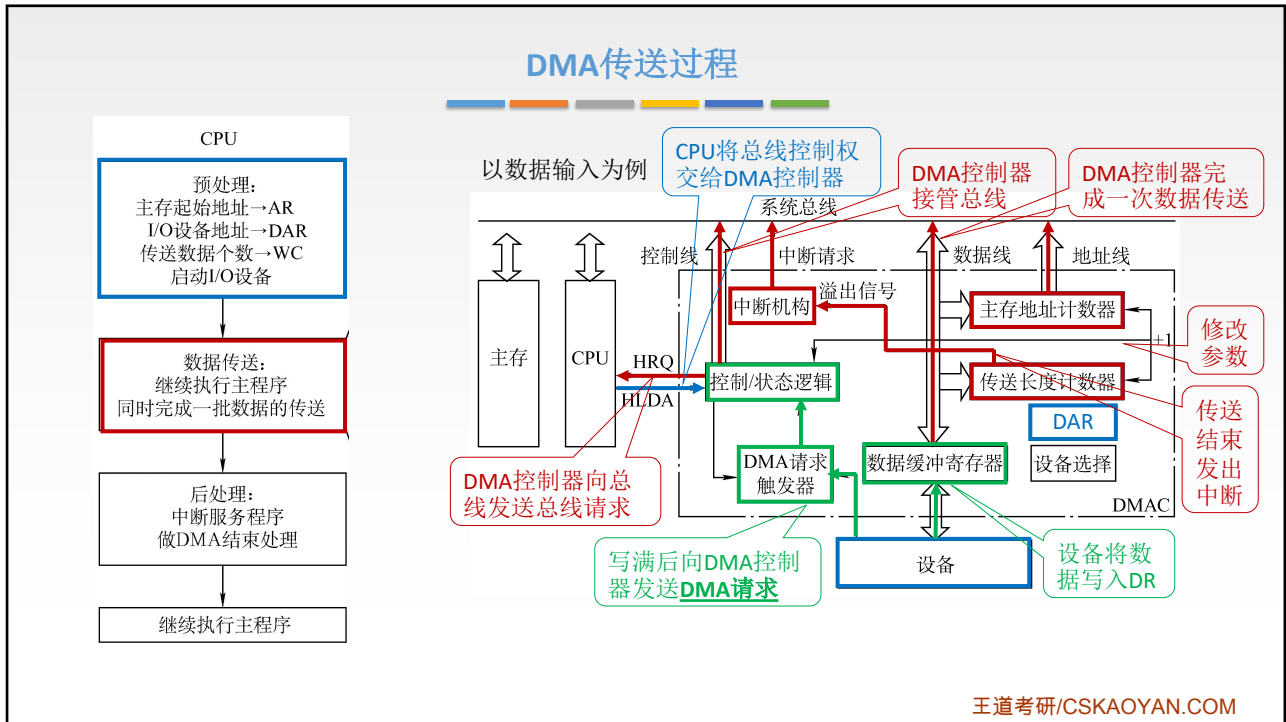 DMA传送过程
CPU
预处理：
主存起始地址→AR
I/O设备地址→DAR
传送数据个数→WC
启动I/O设备
数据传送：
继续执行主程序
同时完成一批数据的传送
后处理：
中断服务程序
做DMA结束处理
继续执行主程序
以数据输入为例
CPU将总线控制权
交给DMA控制器
DMA控制器
接管总线
DMA控制器完
成一次数据传送
系统总线
控制线
中断请求
数据线
地址线
溢出信号
中断机构
主存地址计数器
+1
修改
参数
主存
CPU
HRQ
HLDA
控制/状态逻辑
传送长度计数器
DAR
设备选择
传送
结束
发出
中断
DMA请求
触发器
数据缓冲寄存器
DMAC
DMA控制器向总
线发送总线请求
写满后向DMA控制
器发送DMA请求
设备
设备将数
据写入DR
王道考研/CSKAOYAN.COM